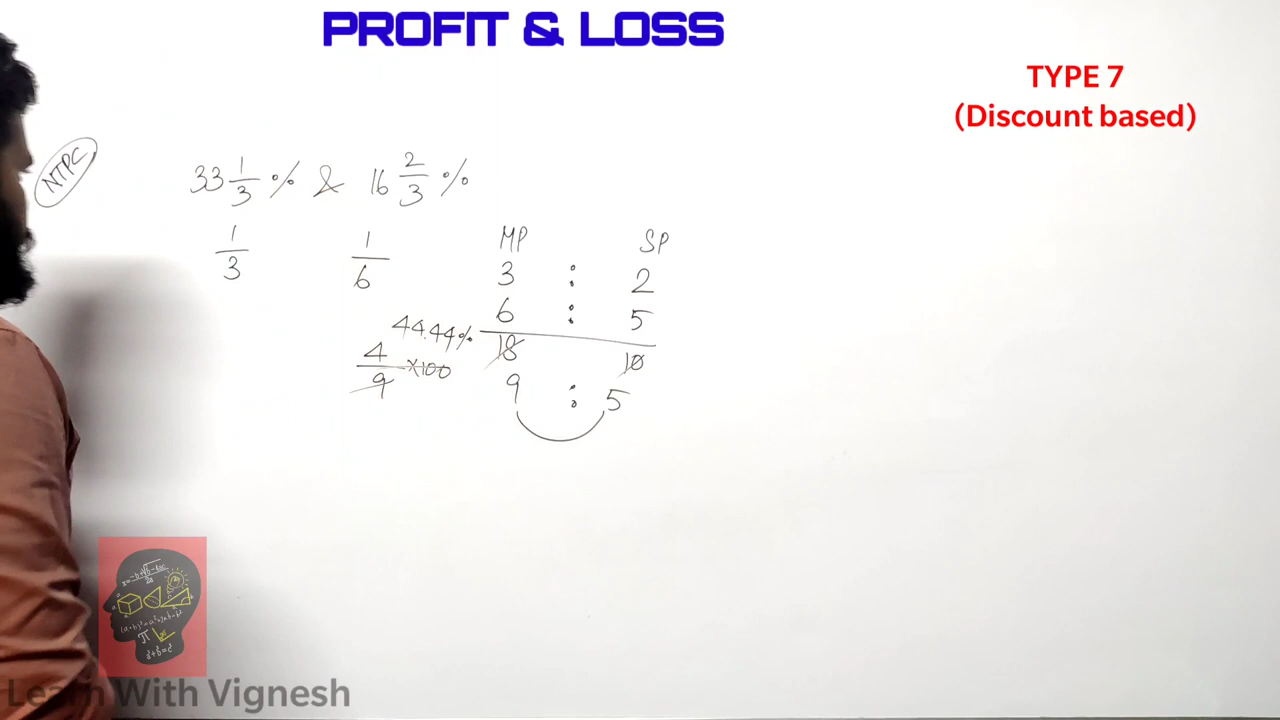 PROFIT & LOSS
TYPE 7
(Discount based)
NTPC
33 1/3 % & 16 2/3 %
1/3 1/6
MP SP
3 : 2
6 : 5
44.44%
18 10
4/9 ×100
9 : 5
Learn With Vignesh